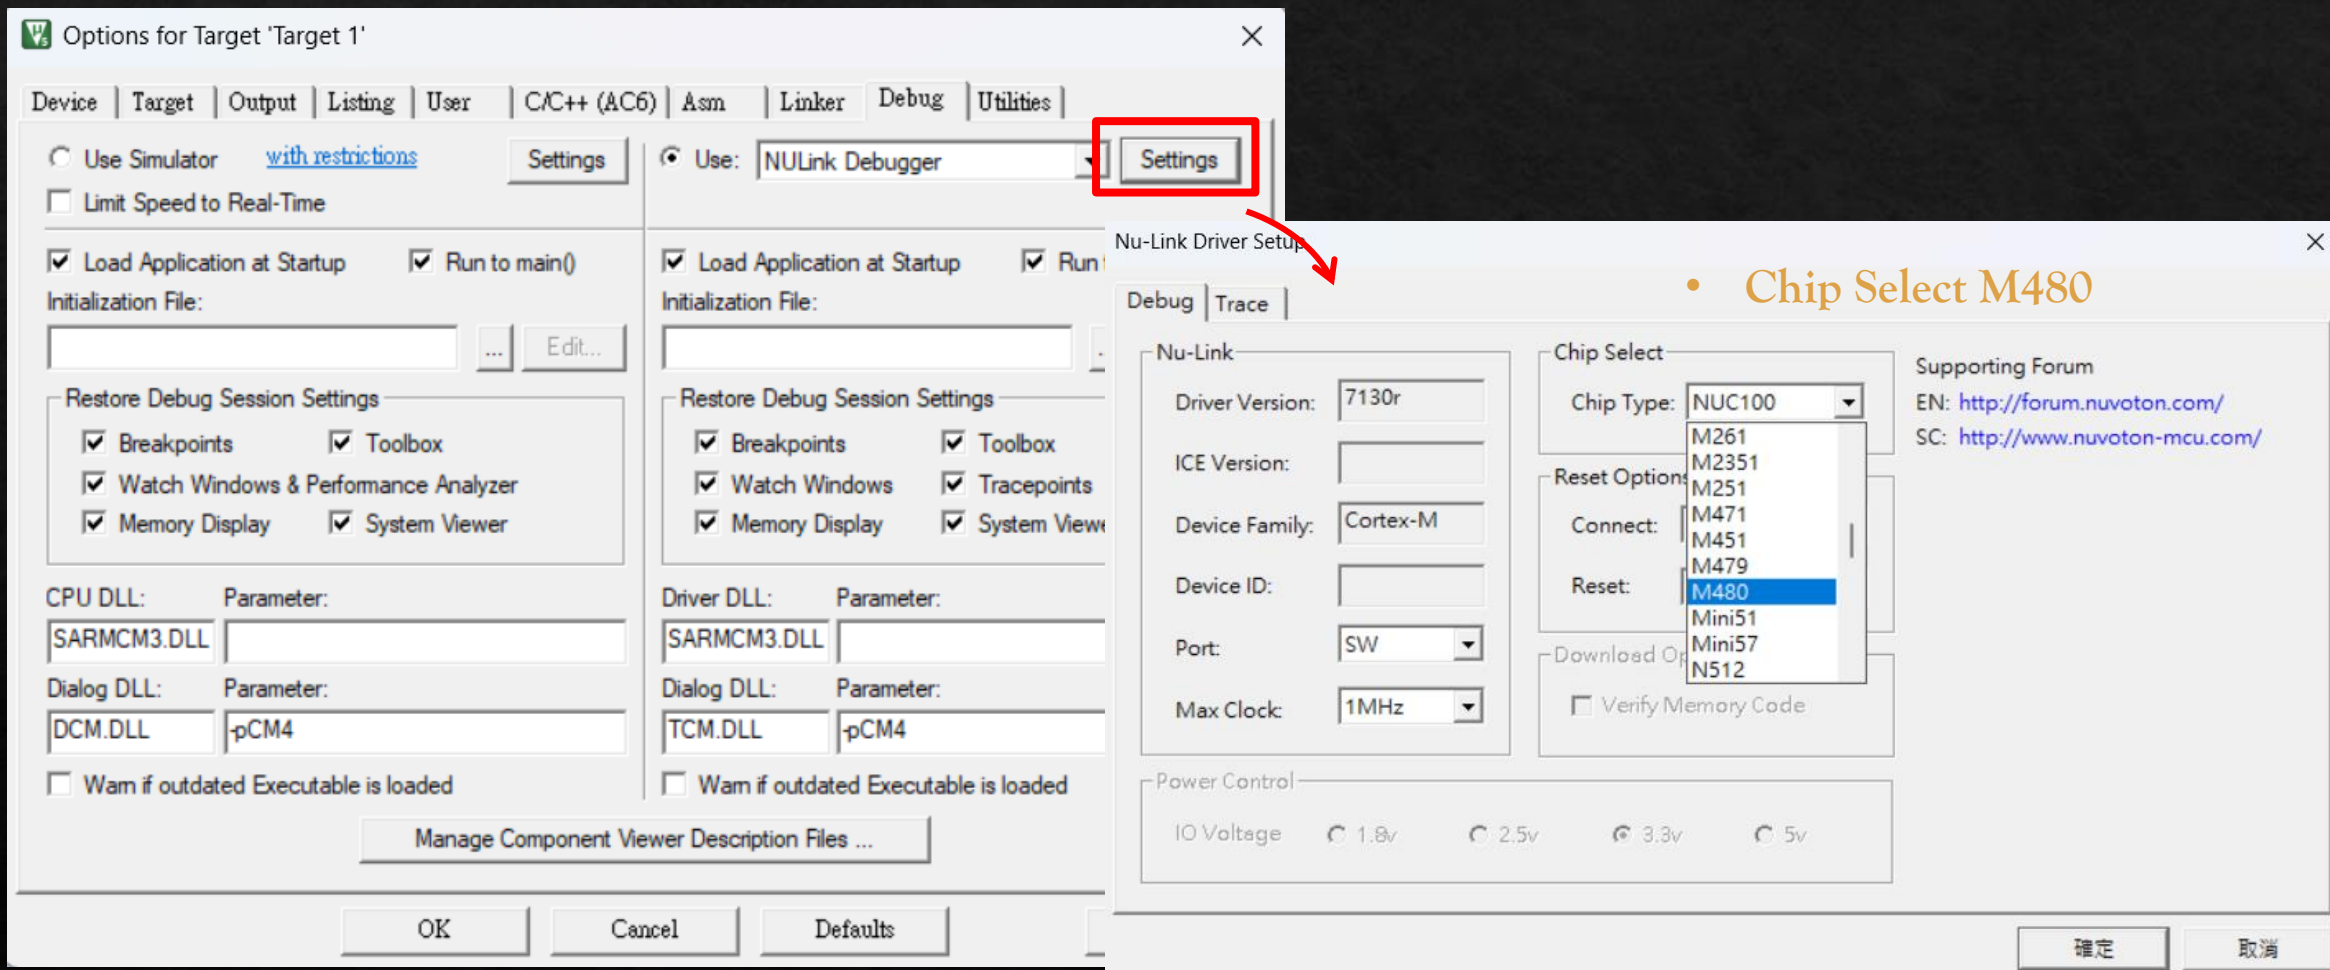 Options for Target 'Target 1'
Device Target Output Listing User C/C++ (AC6) Asm Linker Debug Utilities
Use Simulator with restrictions Settings
Limit Speed to Real-Time
Load Application at Startup Run to main()
Initialization File:
... Edit...
Restore Debug Session Settings
Breakpoints Toolbox
Watch Windows & Performance Analyzer
Memory Display System Viewer
CPU DLL: Parameter:
SARMCM3.DLL
Dialog DLL: Parameter:
DCM.DLL -pCM4
Warn if outdated Executable is loaded
Use: NULink Debugger Settings
Load Application at Startup Run
Initialization File:
Restore Debug Session Settings
Breakpoints Toolbox
Watch Windows Tracepoints
Memory Display System Viewe
Driver DLL: Parameter:
SARMCM3.DLL
Dialog DLL: Parameter:
TCM.DLL -pCM4
Warn if outdated Executable is loaded
Manage Component Viewer Description Files ...
OK Cancel Defaults
Nu-Link Driver Setup
• Chip Select M480
Debug Trace
Nu-Link
Driver Version: 7130r
ICE Version:
Device Family: Cortex-M
Device ID:
Port: SW
Max Clock: 1MHz
Chip Select
Chip Type: NUC100
M261
M2351
M251
M471
M451
M479
M480
Mini51
Mini57
N512
Reset Options
Connect:
Reset:
Download Op
Verify Memory Code
Supporting Forum
EN: http://forum.nuvoton.com/
SC: http://www.nuvoton-mcu.com/
Power Control
IO Voltage 1.8v 2.5v 3.3v 5v
確定 取消